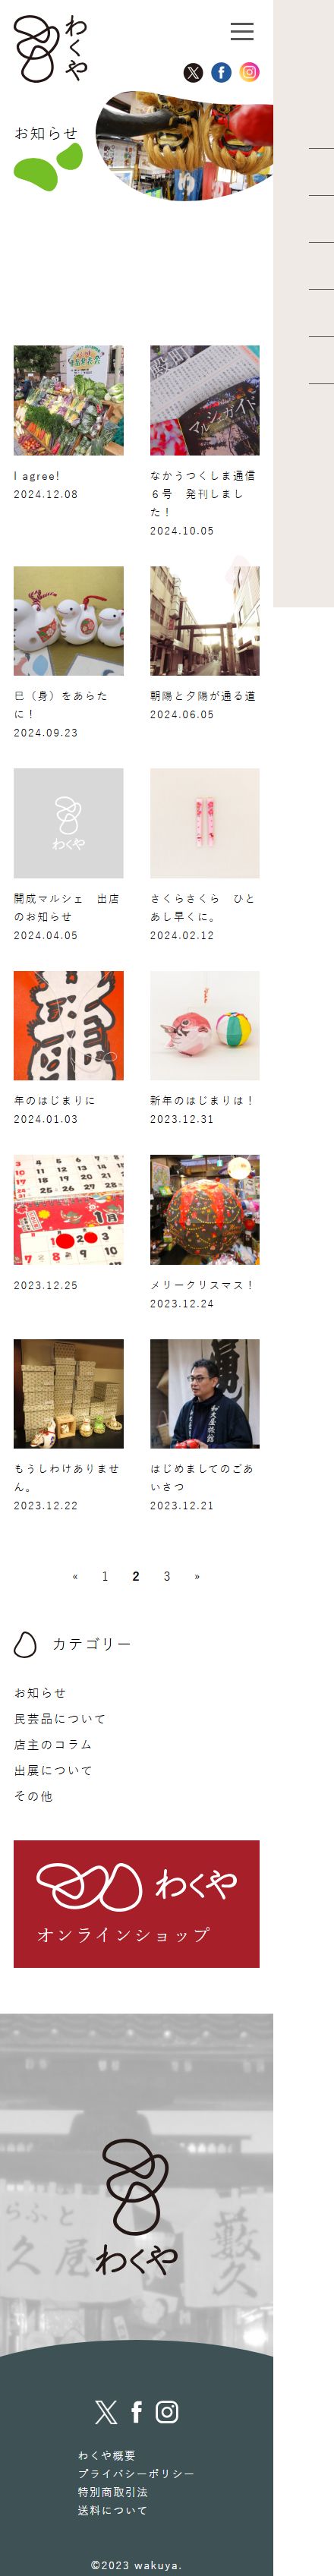 わくや
お知らせ
マルシェガイド
I agree!
2024.12.08
なかうつくしま通信
６号　発刊しまし
た！
2024.10.05
巳（身）をあらた
に！
2024.09.23
朝陽と夕陽が通る道
2024.06.05
わくや
開成マルシェ　出店
のお知らせ
2024.04.05
さくらさくら　ひと
あし早くに。
2024.02.12
年のはじまりに
2024.01.03
新年のはじまりは！
2023.12.31
2023.12.25
メリークリスマス！
2023.12.24
もうしわけありませ
ん。
2023.12.22
はじめましてのごあ
いさつ
2023.12.21
« 1 2 3 »
カテゴリー
お知らせ
民芸品について
店主のコラム
出展について
その他
わくや
オンラインショップ
わくや
わくや概要
プライバシーポリシー
特別商取引法
送料について
©2023 wakuya.